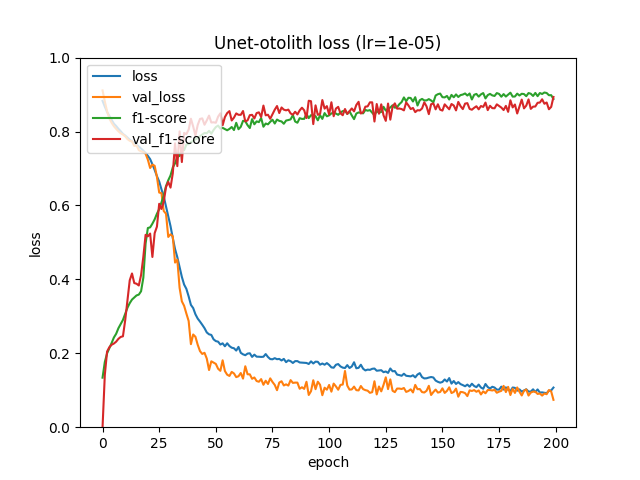 Unet-otolith loss (lr=1e-05)
loss
val_loss
f1-score
val_f1-score
1.0
0.8
0.6
0.4
0.2
0.0
loss
0
25
50
75
100
125
150
175
200
epoch